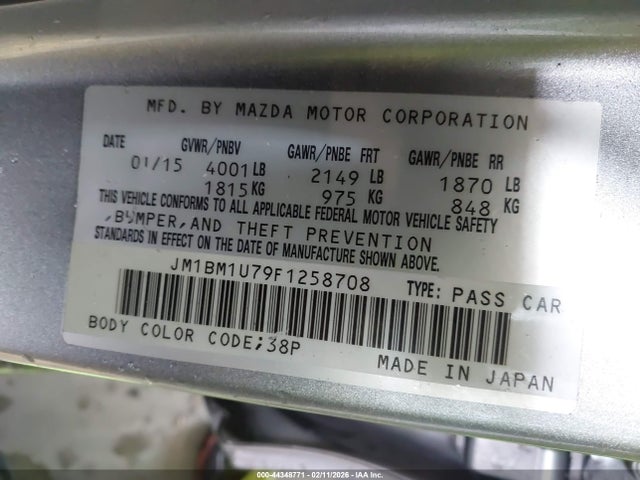 MFD. BY MAZDA MOTOR CORPORATION
DATE GVWR/PNBV GAWR/PNBE FRT GAWR/PNBE RR
01/15 4001 LB 2149 LB 1870 LB
1815 KG 975 KG 848 KG
THIS VEHICLE CONFORMS TO ALL APPLICABLE FEDERAL MOTOR VEHICLE SAFETY
,BUMPER,AND THEFT PREVENTION
STANDARDS IN EFFECT ON THE DATE OF MANUFACTURE SHOWN ABOVE.
JM1BM1U79F1258708 TYPE: PASS CAR
BODY COLOR CODE;38P
MADE IN JAPAN
000-44348771 - 02/11/2026 - IAAI.COM